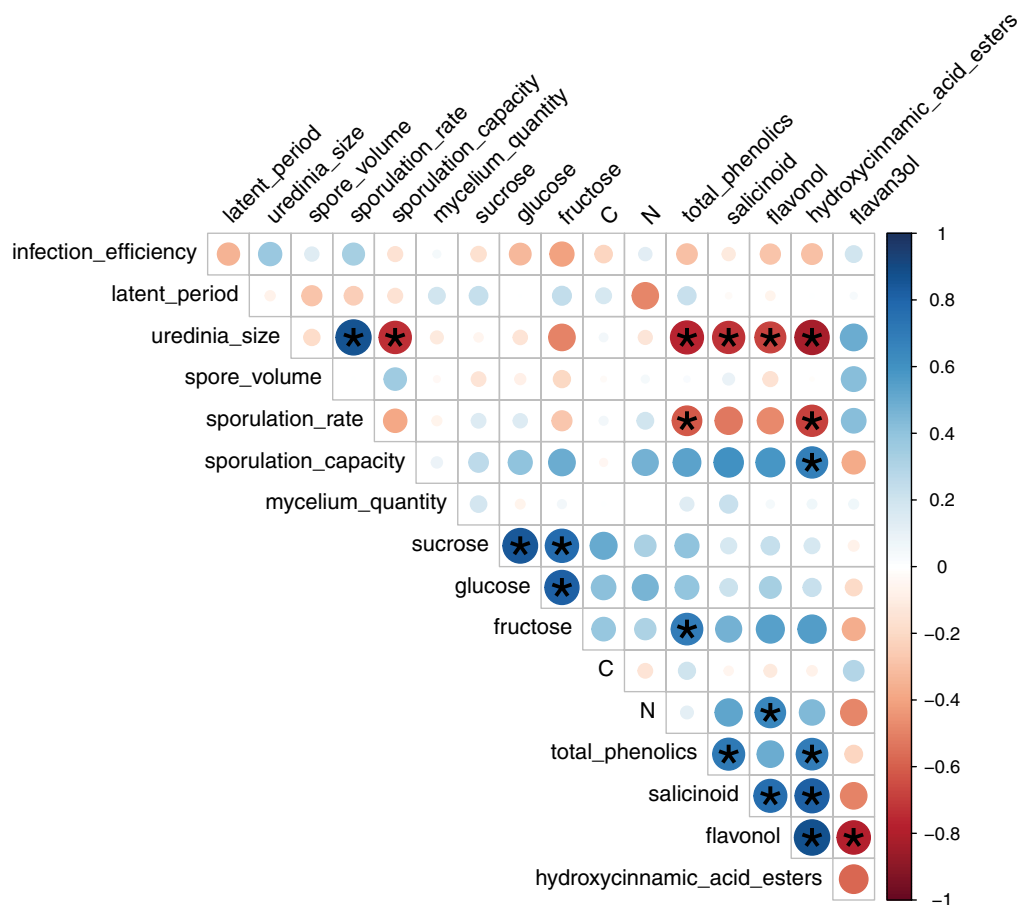 latent_period
uredinia_size
spore_volume
sporulation_rate
sporulation_capacity
mycelium_quantity
sucrose
glucose
fructose
C
N
total_phenolics
salicinoid
flavonol
hydroxycinnamic_acid_esters
flavan3ol
infection_efficiency
latent_period
uredinia_size
spore_volume
sporulation_rate
sporulation_capacity
mycelium_quantity
sucrose
glucose
fructose
C
N
total_phenolics
salicinoid
flavonol
hydroxycinnamic_acid_esters
1
0.8
0.6
0.4
0.2
0
−0.2
−0.4
−0.6
−0.8
−1